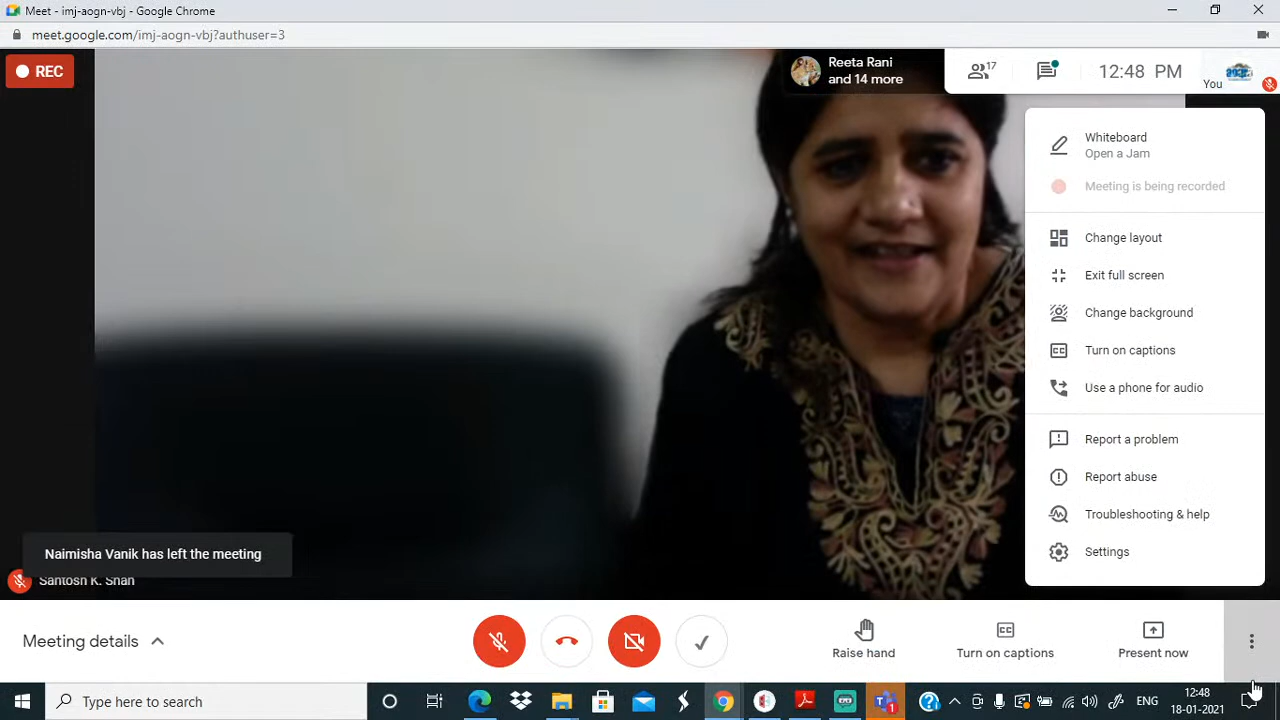 Meet - imj-aogn-vbj - Google Chrome
meet.google.com/imj-aogn-vbj?authuser=3
REC
Reeta Rani
and 14 more
17
12:48 PM
You
Whiteboard
Open a Jam
Meeting is being recorded
Change layout
Exit full screen
Change background
Turn on captions
Use a phone for audio
Report a problem
Report abuse
Troubleshooting & help
Settings
Naimisha Vanik has left the meeting
Santosh K. Shah
Meeting details
Raise hand
Turn on captions
Present now
Type here to search
1
ENG
12:48
18-01-2021